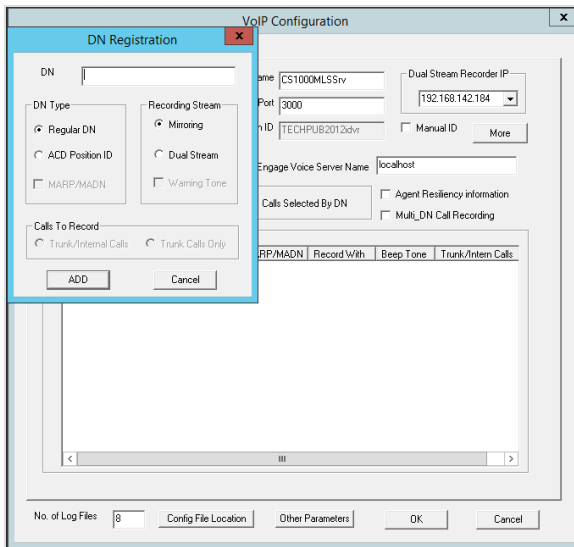 VoIP Configuration
x
DN Registration
x
DN
DN Type
Regular DN
ACD Position ID
MARP/MADN
Recording Stream
Mirroring
Dual Stream
Warning Tone
Calls To Record
Trunk/Internal Calls
Trunk Calls Only
ADD
Cancel
ame CS1000MLSSrv
Port 3000
ID TECHPUB2012idvr
Dual Stream Recorder IP
192.168.142.184
Manual ID
More
Engage Voice Server Name localhost
Calls Selected By DN
Agent Resiliency information
Multi_DN Call Recording
RP/MADN Record With Beep Tone Trunk/Intern Calls
No. of Log Files 8 Config File Location Other Parameters OK Cancel